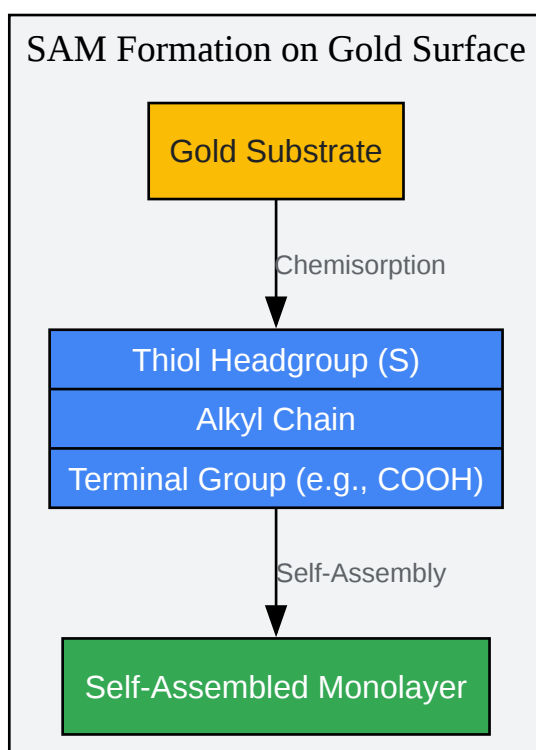 SAM Formation on Gold Surface
Gold Substrate
Chemisorption
Thiol Headgroup (S)
Alkyl Chain
Terminal Group (e.g., COOH)
Self-Assembly
Self-Assembled Monolayer